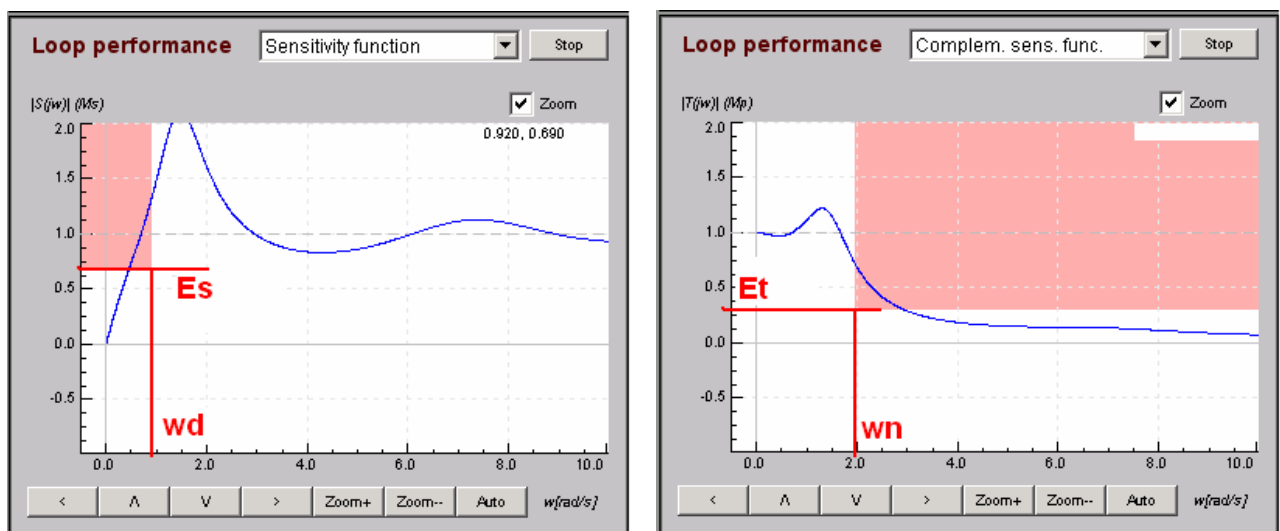 Loop performance Sensitivity function Stop
|S(jw)| (Ms) Zoom
2.0 0.920, 0.690
1.5
1.0
Es
0.5
0.0
-0.5
wd
0.0 2.0 4.0 6.0 8.0 10.0
< Λ V > Zoom+ Zoom-- Auto w[rad/s]
Loop performance Complem. sens. func. Stop
|T(jw)| (Mp) Zoom
2.0
1.5
1.0
Et
0.5
0.0
-0.5
wn
0.0 2.0 4.0 6.0 8.0 10.0
< Λ V > Zoom+ Zoom-- Auto w[rad/s]